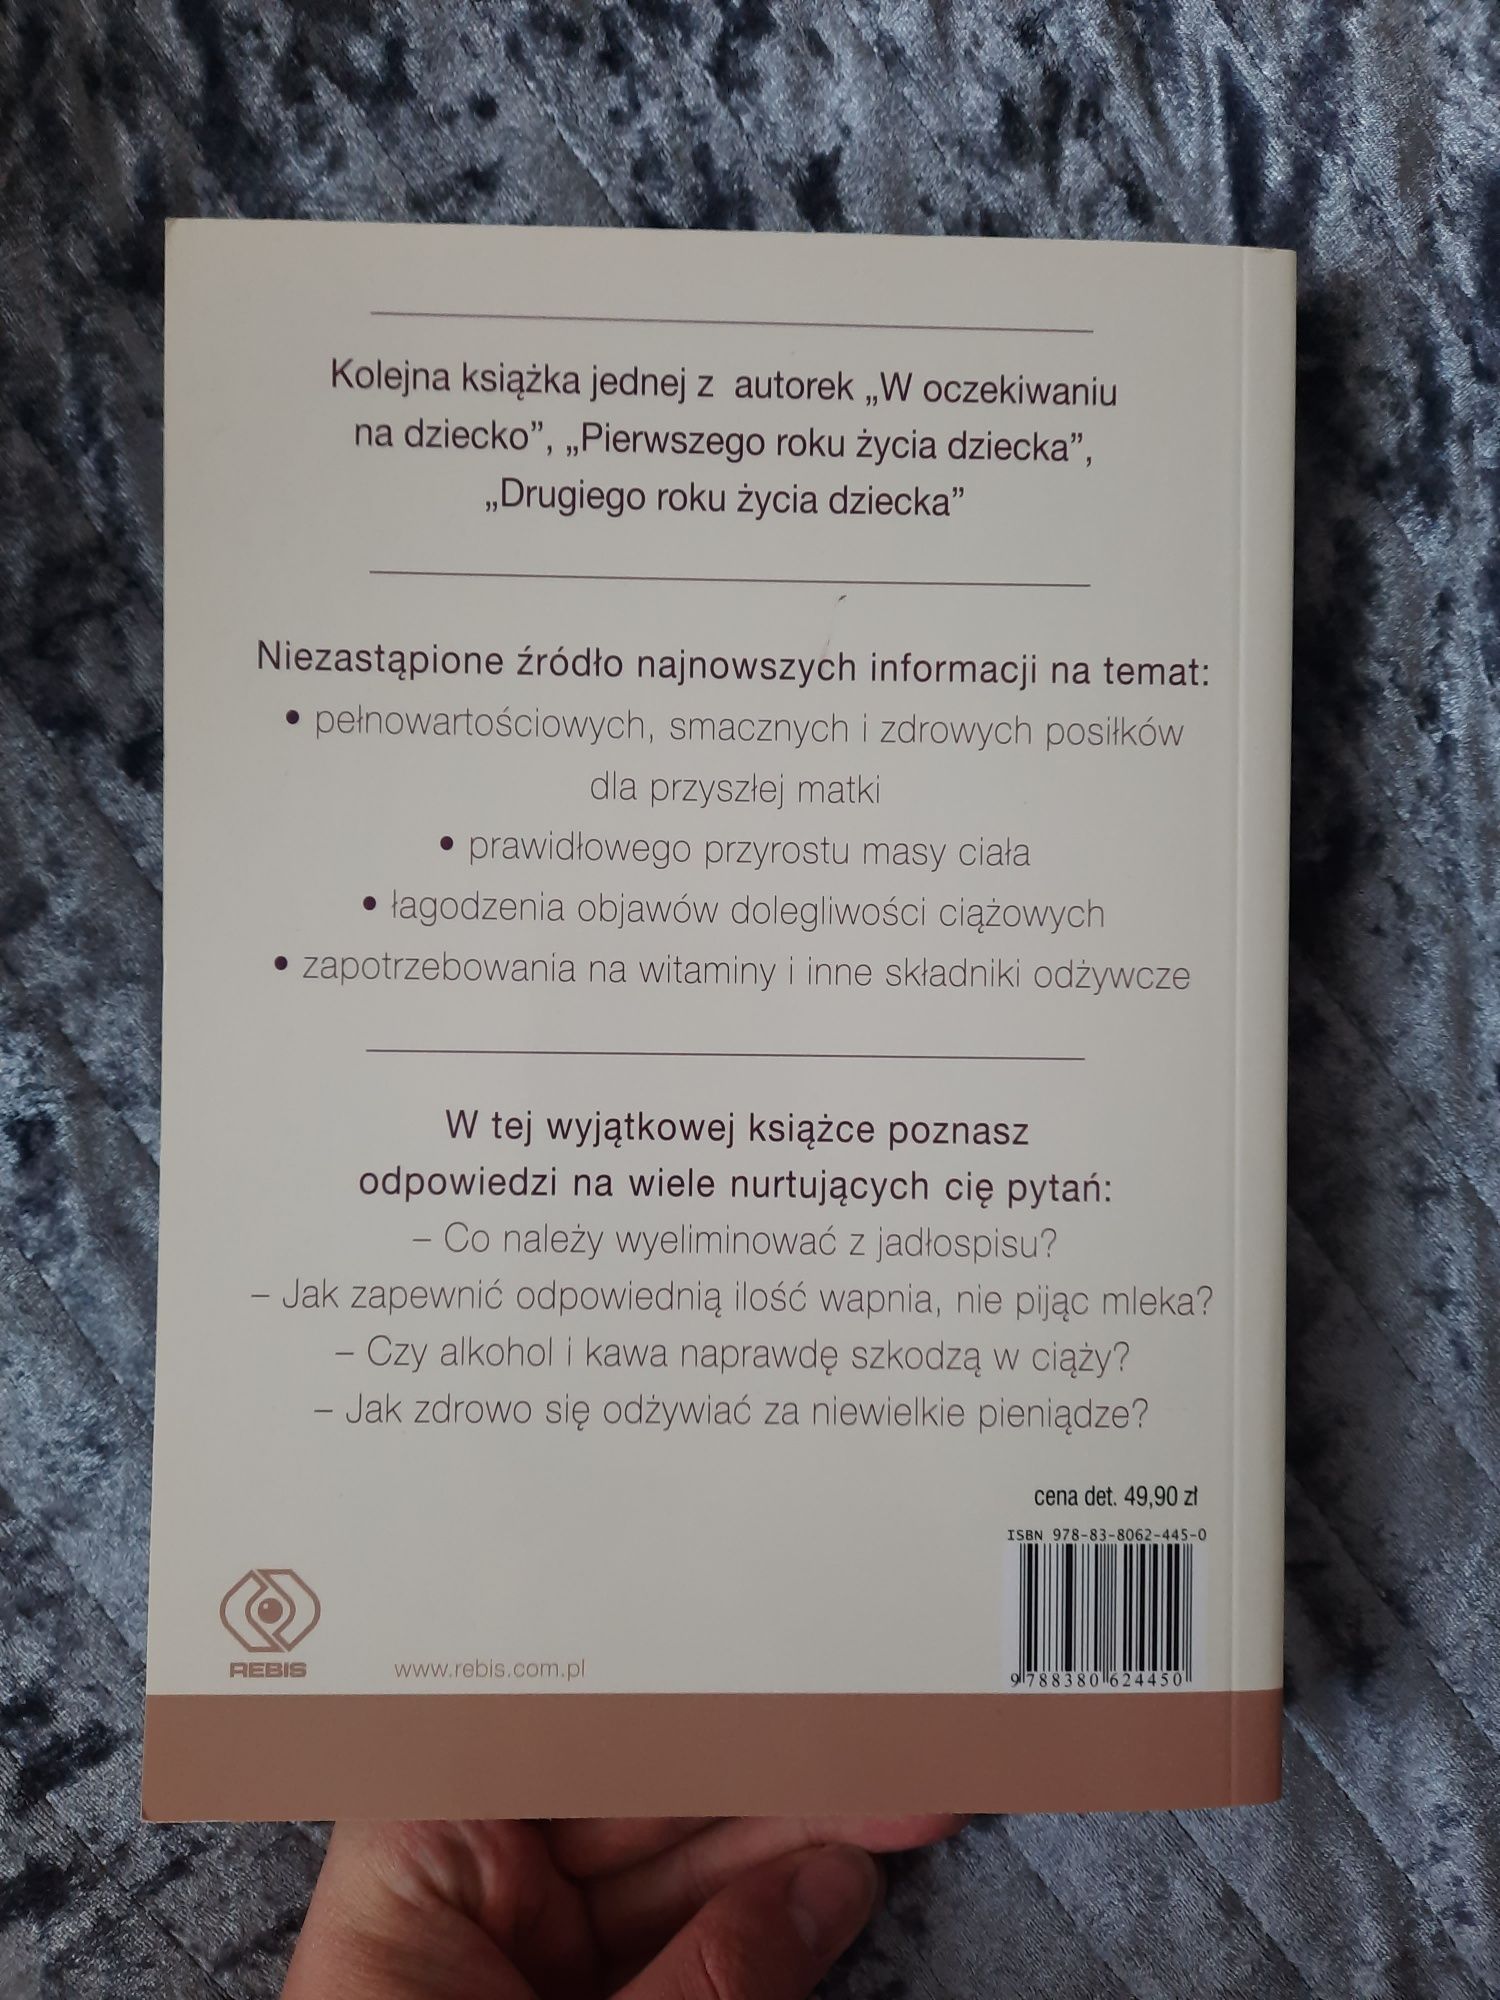 Kolejna książka jednej z autorek „W oczekiwaniu
na dziecko”, „Pierwszego roku życia dziecka”,
„Drugiego roku życia dziecka”
Niezastąpione źródło najnowszych informacji na temat:
• pełnowartościowych, smacznych i zdrowych posiłków
dla przyszłej matki
• prawidłowego przyrostu masy ciała
• łagodzenia objawów dolegliwości ciążowych
• zapotrzebowania na witaminy i inne składniki odżywcze
W tej wyjątkowej książce poznasz
odpowiedzi na wiele nurtujących cię pytań:
– Co należy wyeliminować z jadłospisu?
– Jak zapewnić odpowiednią ilość wapnia, nie pijąc mleka?
– Czy alkohol i kawa naprawdę szkodzą w ciąży?
– Jak zdrowo się odżywiać za niewielkie pieniądze?
cena det. 49,90 zł
ISBN 978-83-8062-445-0
9 788380 624450
REBIS
www.rebis.com.pl